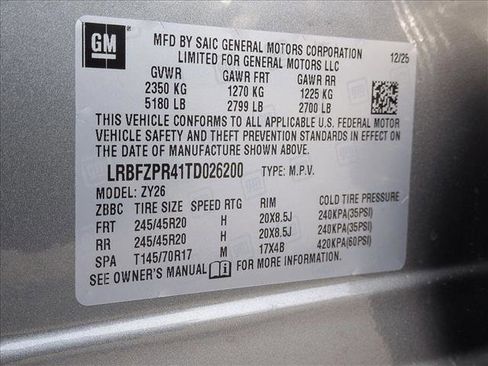 GM
MFD BY SAIC GENERAL MOTORS CORPORATION 12/25
LIMITED FOR GENERAL MOTORS LLC
GVWR GAWR FRT GAWR RR
2350 KG 1270 KG 1225 KG
5180 LB 2799 LB 2700 LB
THIS VEHICLE CONFORMS TO ALL APPLICABLE U.S. FEDERAL MOTOR
VEHICLE SAFETY AND THEFT PREVENTION STANDARDS IN EFFECT ON
THE DATE OF MANUFACTURE SHOWN ABOVE.
LRBFZPR41TD026200 TYPE: M.P.V.
MODEL: ZY26
ZBBC TIRE SIZE SPEED RTG RIM COLD TIRE PRESSURE
FRT 245/45R20 H 20X8.5J 240KPA(35PSI)
RR 245/45R20 H 20X8.5J 240KPA(35PSI)
SPA T145/70R17 M 17X4B 420KPA(60PSI)
SEE OWNER'S MANUAL FOR MORE INFORMATION.